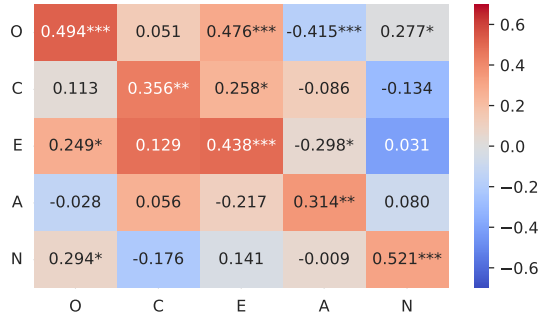 O 0.494*** 0.051 0.476*** -0.415*** 0.277* 0.6
C 0.113 0.356** 0.258* -0.086 -0.134 0.4
0.2
E 0.249* 0.129 0.438*** -0.298* 0.031 0.0
−0.2
A -0.028 0.056 -0.217 0.314** 0.080
−0.4
N 0.294* -0.176 0.141 -0.009 0.521***
−0.6
O C E A N